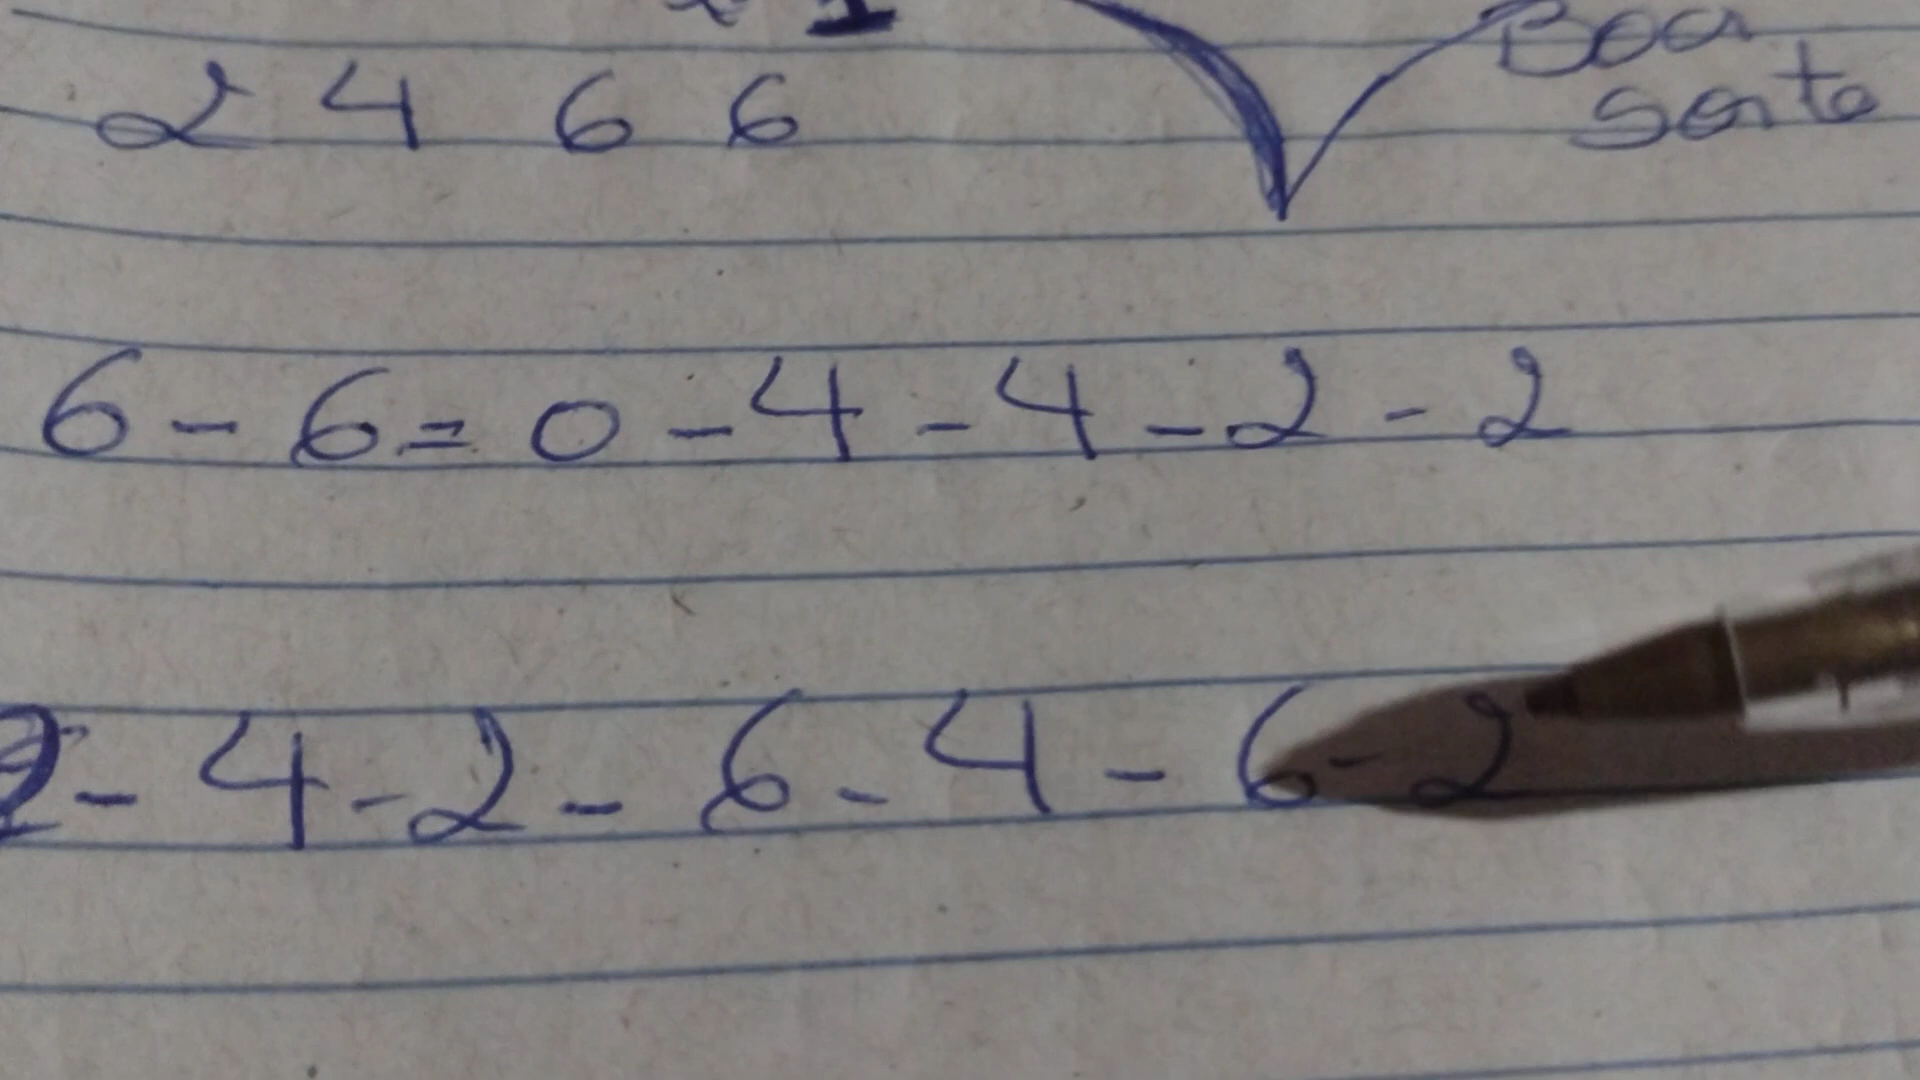 1
Boa
2 4 6 6
sorte
6 - 6 = 0 - 4 - 4 - 2 - 2
2 - 4 - 2 - 6 - 4 - 6 - 2